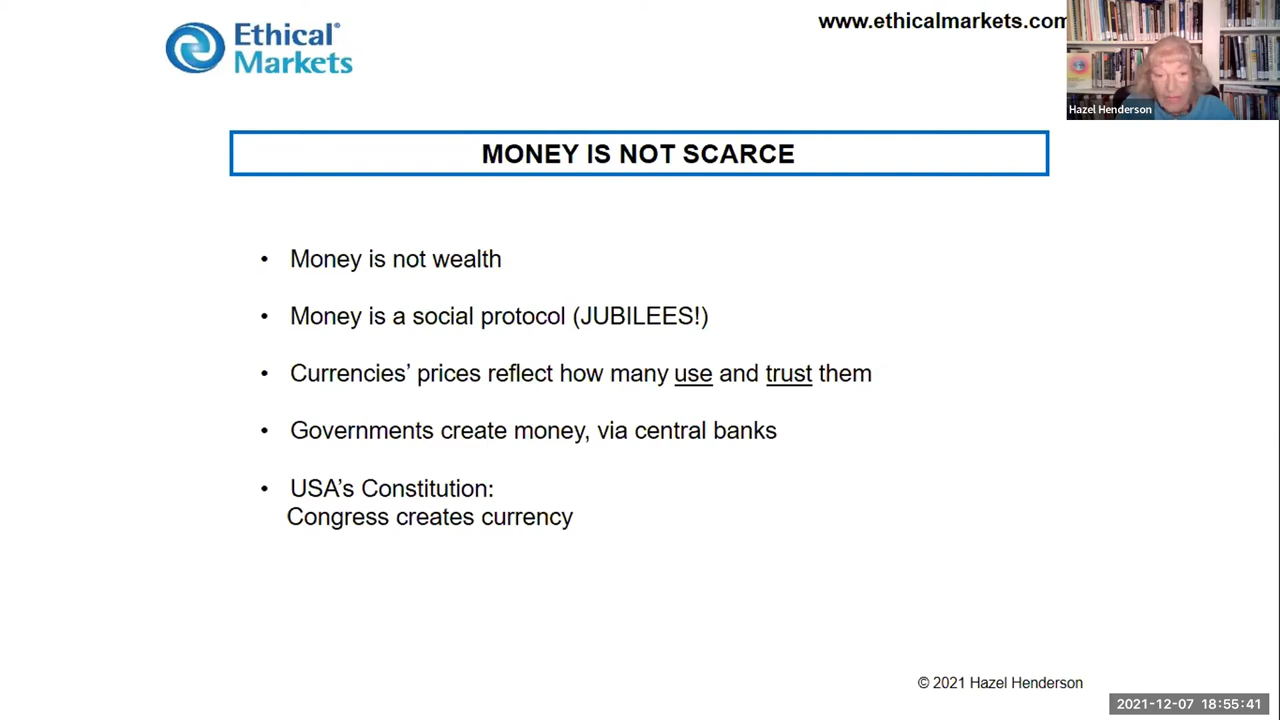 Ethical®
Markets
www.ethicalmarkets.com
Hazel Henderson
MONEY IS NOT SCARCE
• Money is not wealth
• Money is a social protocol (JUBILEES!)
• Currencies’ prices reflect how many use and trust them
• Governments create money, via central banks
• USA’s Constitution:
Congress creates currency
© 2021 Hazel Henderson
2021-12-07 18:55:41